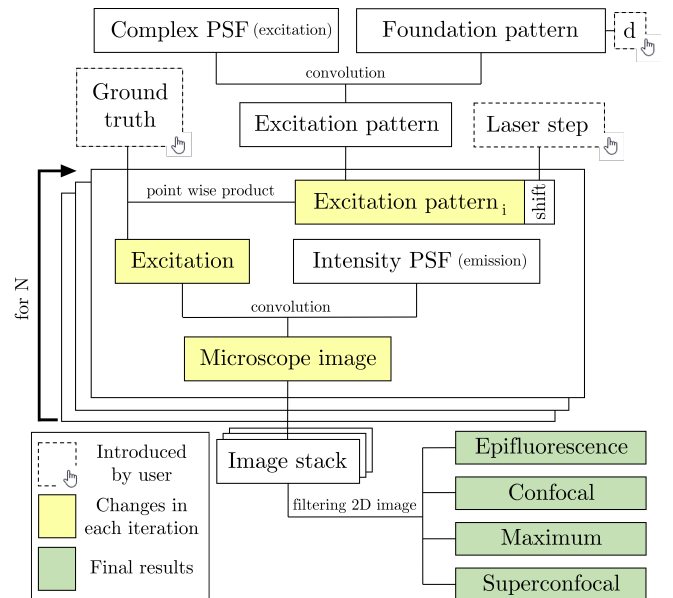 Complex PSF (excitation)
Foundation pattern
d
convolution
Ground
truth
Excitation pattern
Laser step
point wise product
Excitation pattern i
shift
Excitation
Intensity PSF (emission)
for N
convolution
Microscope image
Image stack
filtering 2D image
Epifluorescence
Confocal
Maximum
Superconfocal
Introduced
by user
Changes in
each iteration
Final results